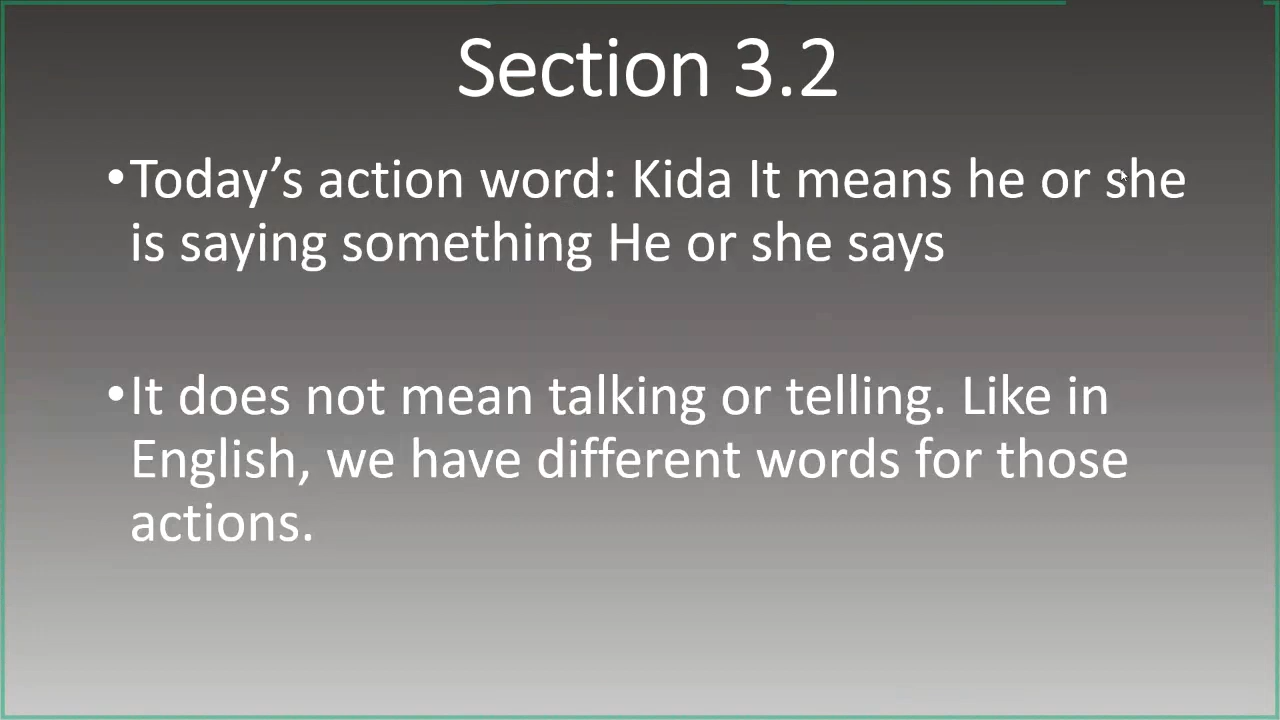 Section 3.2
•Today's action word: Kida It means he or she
is saying something He or she says
•It does not mean talking or telling. Like in
English, we have different words for those
actions.